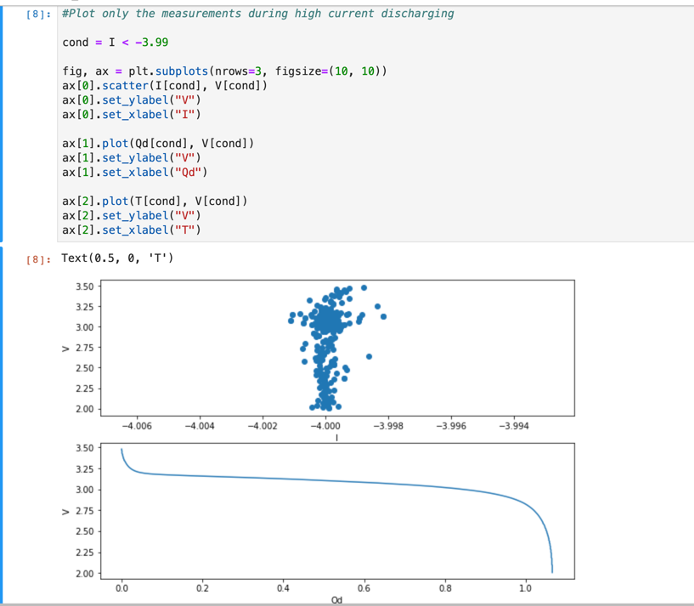 [8]: #Plot only the measurements during high current discharging
cond = I < -3.99
fig, ax = plt.subplots(nrows=3, figsize=(10, 10))
ax[0].scatter(I[cond], V[cond])
ax[0].set_ylabel("V")
ax[0].set_xlabel("I")
ax[1].plot(Qd[cond], V[cond])
ax[1].set_ylabel("V")
ax[1].set_xlabel("Qd")
ax[2].plot(T[cond], V[cond])
ax[2].set_ylabel("V")
ax[2].set_xlabel("T")
[8]: Text(0.5, 0, 'T')
3.50
3.25
3.00
2.75
2.50
2.25
2.00
V
−4.006 −4.004 −4.002 −4.000 −3.998 −3.996 −3.994
I
3.50
3.25
3.00
2.75
2.50
2.25
2.00
V
0.0 0.2 0.4 0.6 0.8 1.0
Qd